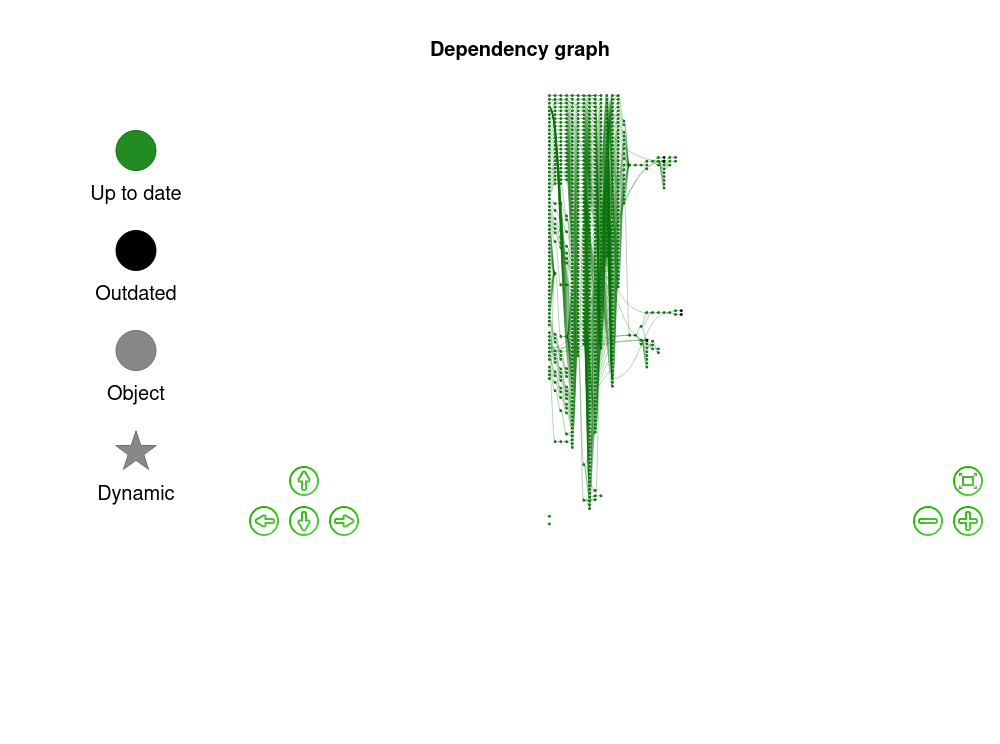 Dependency graph
Up to date
Outdated
Object
Dynamic